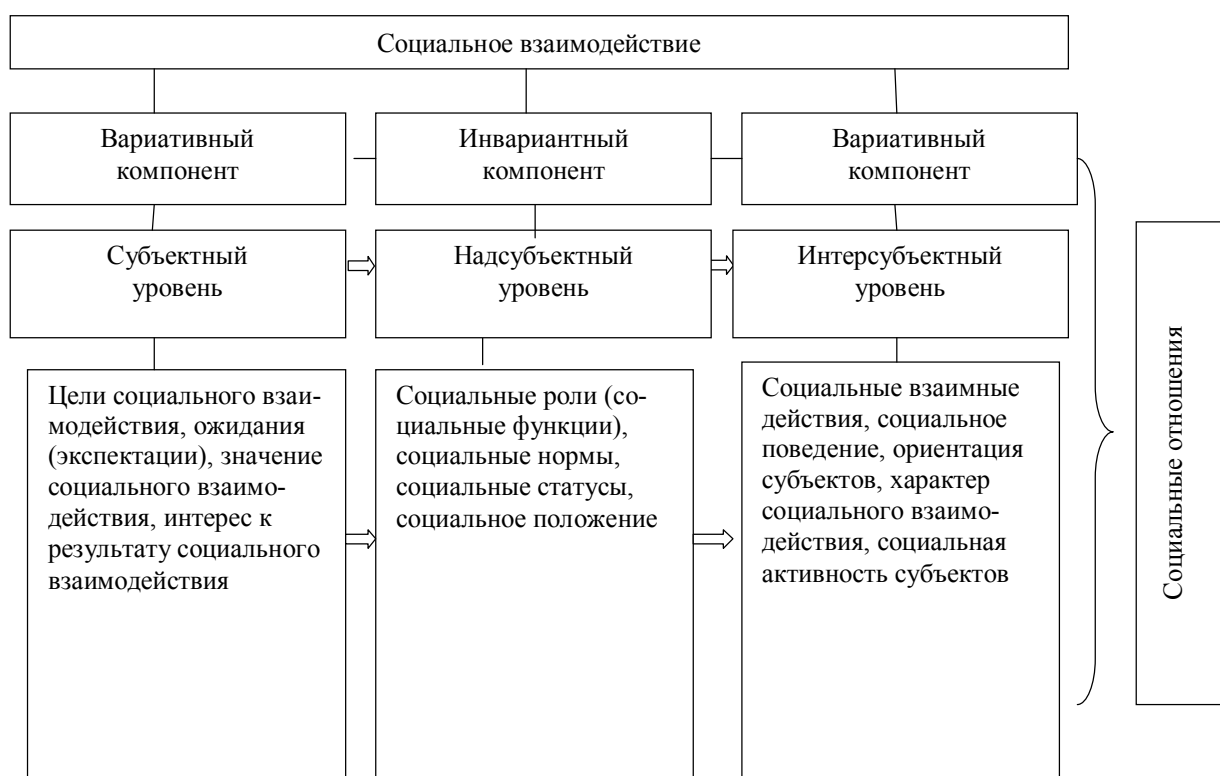 Социальное взаимодействие
Вариативный
компонент
Инвариантный
компонент
Вариативный
компонент
Субъектный
уровень
Надсубъектный
уровень
Интерсубъектный
уровень
Цели социального взаи-
модействия, ожидания
(экспектации), значение
социального взаимо-
действия, интерес к
результату социального
взаимодействия
Социальные роли (со-
циальные функции),
социальные нормы,
социальные статусы,
социальное положение
Социальные взаимные
действия, социальное
поведение, ориентация
субъектов, характер
социального взаимо-
действия, социальная
активность субъектов
Социальные отношения